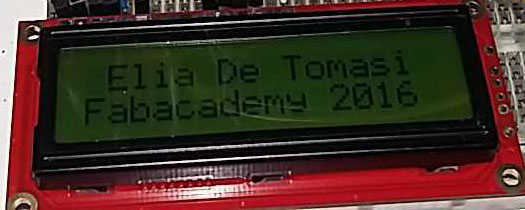 Elia De Tomasi
Fabacademy 2016